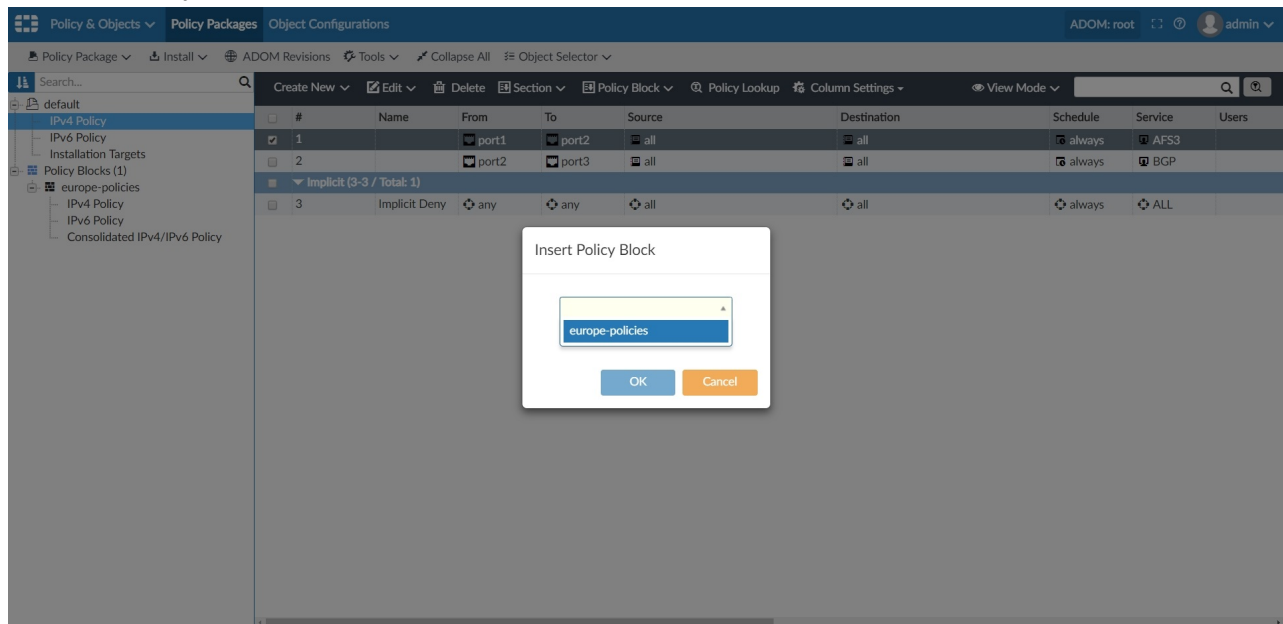 Policy & Objects Policy Packages Object Configurations ADOM: root admin
Policy Package Install ADOM Revisions Tools Collapse All Object Selector
Search... Create New Edit Delete Section Policy Block Policy Lookup Column Settings View Mode
default
IPv4 Policy
IPv6 Policy
Installation Targets
Policy Blocks (1)
europe-policies
IPv4 Policy
IPv6 Policy
Consolidated IPv4/IPv6 Policy
# Name From To Source Destination Schedule Service Users
1 port1 port2 all all always AFS3
2 port2 port3 all all always BGP
Implicit (3-3 / Total: 1)
3 Implicit Deny any any all all always ALL
Insert Policy Block
europe-policies
OK Cancel